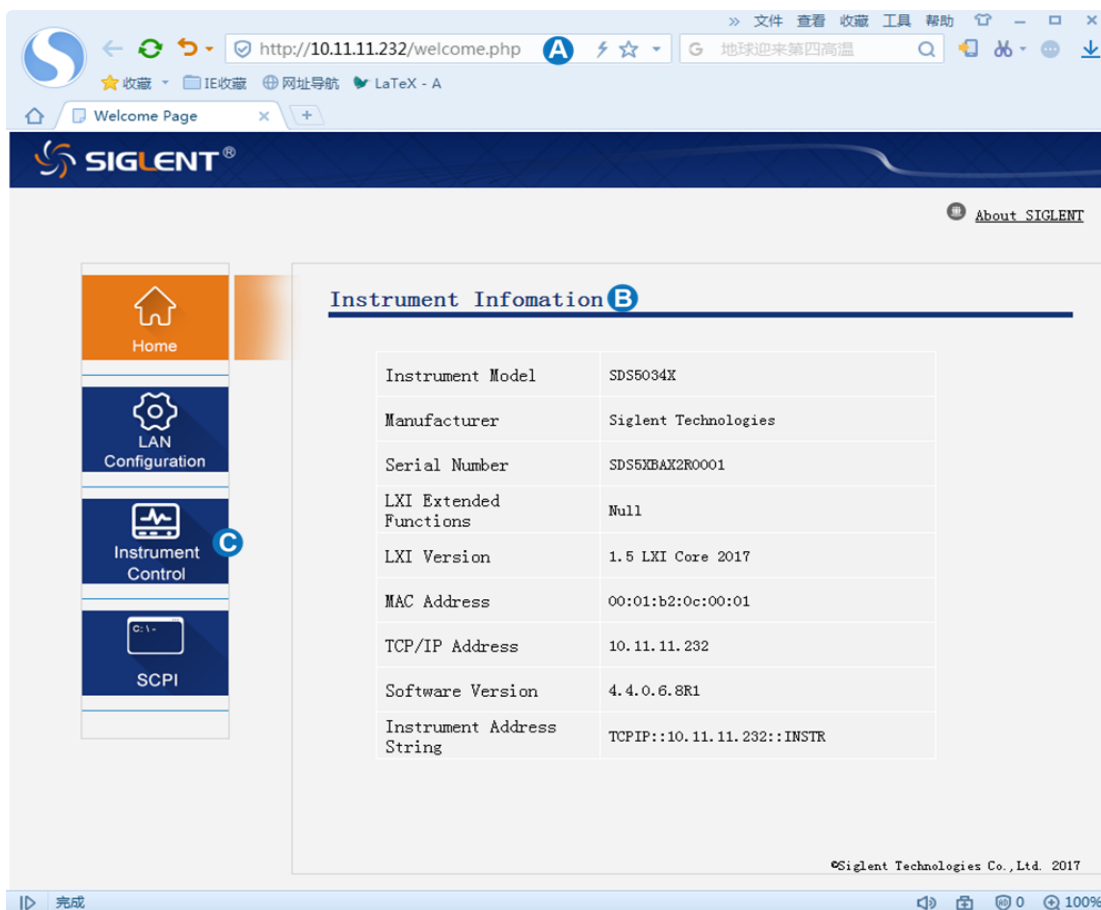 » 文件 查看 收藏 工具 帮助
http://10.11.11.232/welcome.php A G 地球迎来第四高温
收藏 IE收藏 网址导航 LaTeX - A
Welcome Page
SIGLENT®
About SIGLENT
Home
LAN
Configuration
Instrument
Control
C
C:\-
SCPI
Instrument Infomation B
Instrument Model SDS5034X
Manufacturer Siglent Technologies
Serial Number SDS5XBAX2R0001
LXI Extended
Functions Null
LXI Version 1.5 LXI Core 2017
MAC Address 00:01:b2:0c:00:01
TCP/IP Address 10.11.11.232
Software Version 4.4.0.6.8R1
Instrument Address
String TCPIP::10.11.11.232::INSTR
©Siglent Technologies Co.,Ltd. 2017
完成 0 100%